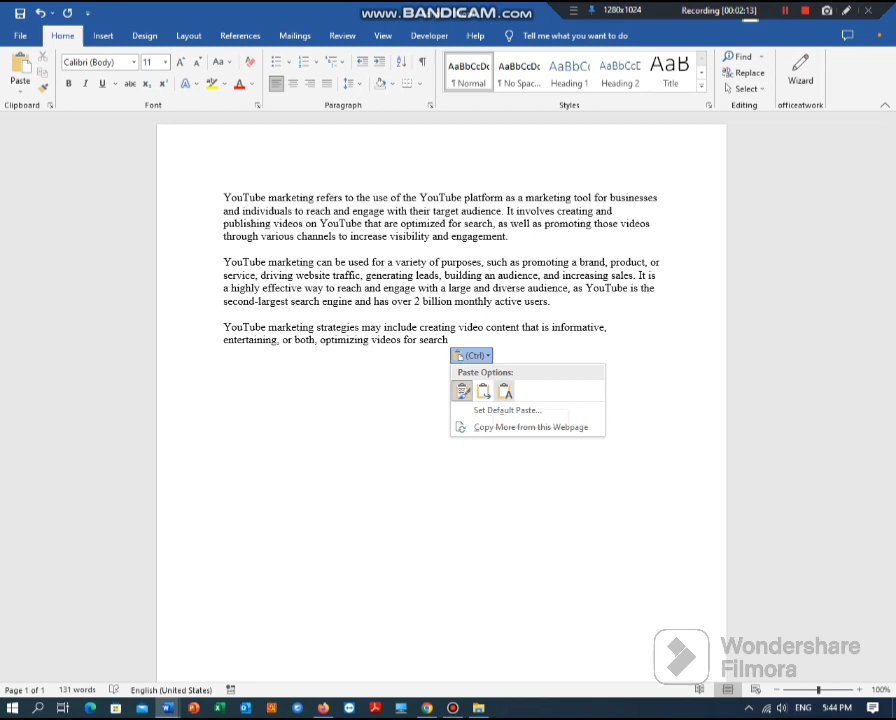 www.BANDICAM.com
1280x1024
Recording [00:02:13]
File Home Insert Design Layout References Mailings Review View Developer Help Tell me what you want to do
Calibri (Body) 11
Paste
Clipboard
Font
Paragraph
AaBbCcDc AaBbCcDc AaBbC( AaBbCcC AaB
¶ Normal ¶ No Spac... Heading 1 Heading 2 Title
Styles
Find
Replace
Select
Editing
Wizard
officeatwork
YouTube marketing refers to the use of the YouTube platform as a marketing tool for businesses
and individuals to reach and engage with their target audience. It involves creating and
publishing videos on YouTube that are optimized for search, as well as promoting those videos
through various channels to increase visibility and engagement.
YouTube marketing can be used for a variety of purposes, such as promoting a brand, product, or
service, driving website traffic, generating leads, building an audience, and increasing sales. It is
a highly effective way to reach and engage with a large and diverse audience, as YouTube is the
second-largest search engine and has over 2 billion monthly active users.
YouTube marketing strategies may include creating video content that is informative,
entertaining, or both, optimizing videos for search
(Ctrl)
Paste Options:
Set Default Paste...
Copy More from this Webpage
Wondershare
Filmora
Page 1 of 1 131 words English (United States) 100%
ENG 5:44 PM